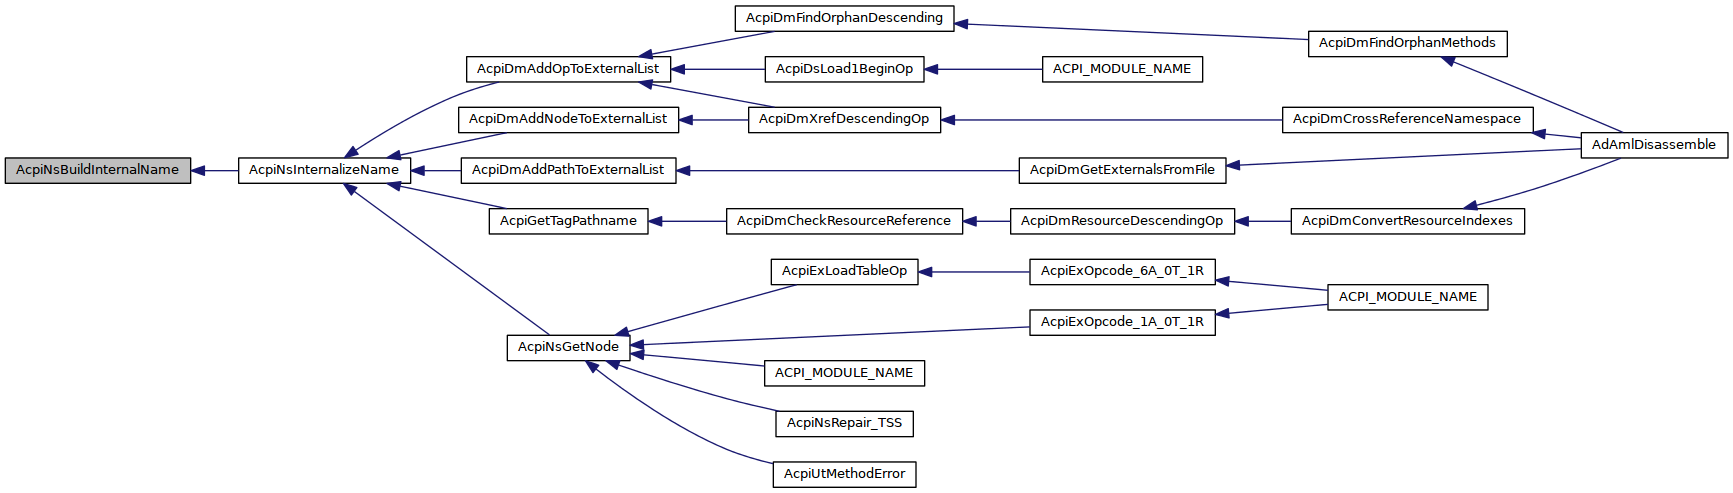 AcpiDmFindOrphanDescending
AcpiDmFindOrphanMethods
AcpiDmAddOpToExternalList
AcpiDsLoad1BeginOp
ACPI_MODULE_NAME
AcpiDmAddNodeToExternalList
AcpiDmXrefDescendingOp
AcpiDmCrossReferenceNamespace
AdAmlDisassemble
AcpiNsBuildInternalName
AcpiNsInternalizeName
AcpiDmAddPathToExternalList
AcpiDmGetExternalsFromFile
AcpiGetTagPathname
AcpiDmCheckResourceReference
AcpiDmResourceDescendingOp
AcpiDmConvertResourceIndexes
AcpiExLoadTableOp
AcpiExOpcode_6A_0T_1R
ACPI_MODULE_NAME
AcpiExOpcode_1A_0T_1R
AcpiNsGetNode
ACPI_MODULE_NAME
AcpiNsRepair_TSS
AcpiUtMethodError